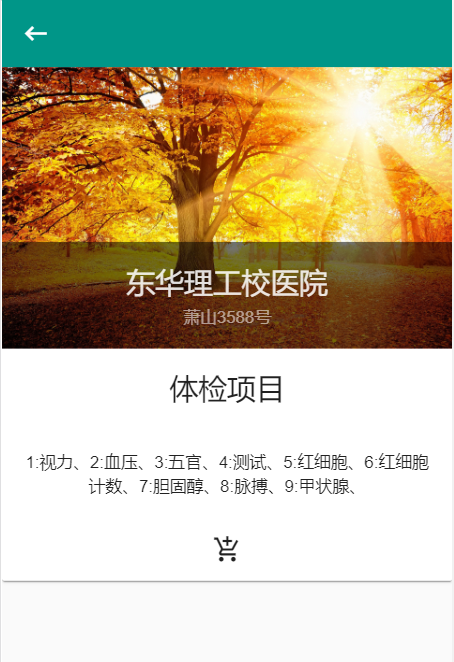 东华理工校医院
萧山3588号
体检项目
1:视力、2:血压、3:五官、4:测试、5:红细胞、6:红细胞
计数、7:胆固醇、8:脉搏、9:甲状腺、